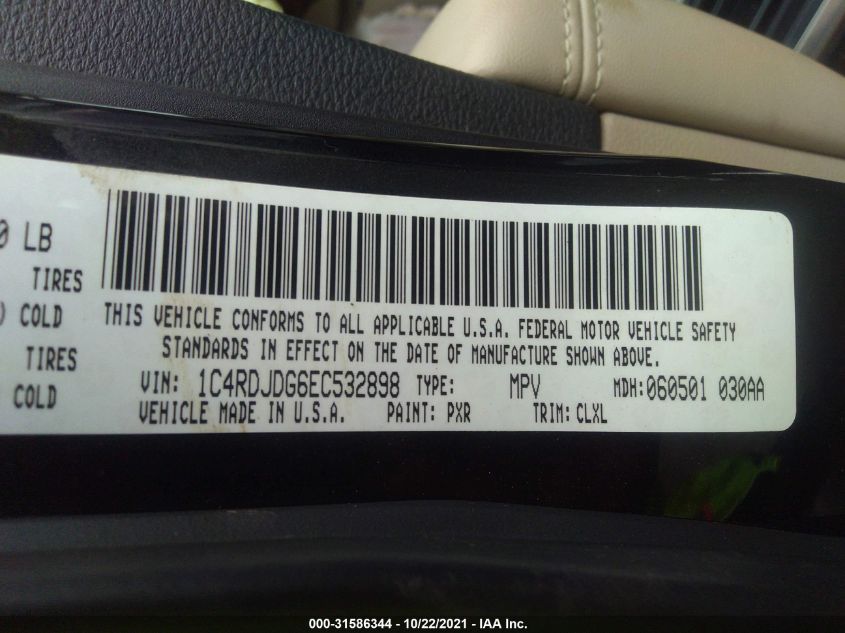 0 LB
TIRES
) COLD
TIRES
COLD
THIS VEHICLE CONFORMS TO ALL APPLICABLE U.S.A. FEDERAL MOTOR VEHICLE SAFETY
STANDARDS IN EFFECT ON THE DATE OF MANUFACTURE SHOWN ABOVE.
VIN: 1C4RDJDG6EC532898 TYPE: MPV MDH:060501 030AA
VEHICLE MADE IN U.S.A. PAINT: PXR TRIM: CLXL
000-31586344 - 10/22/2021 - IAA Inc.